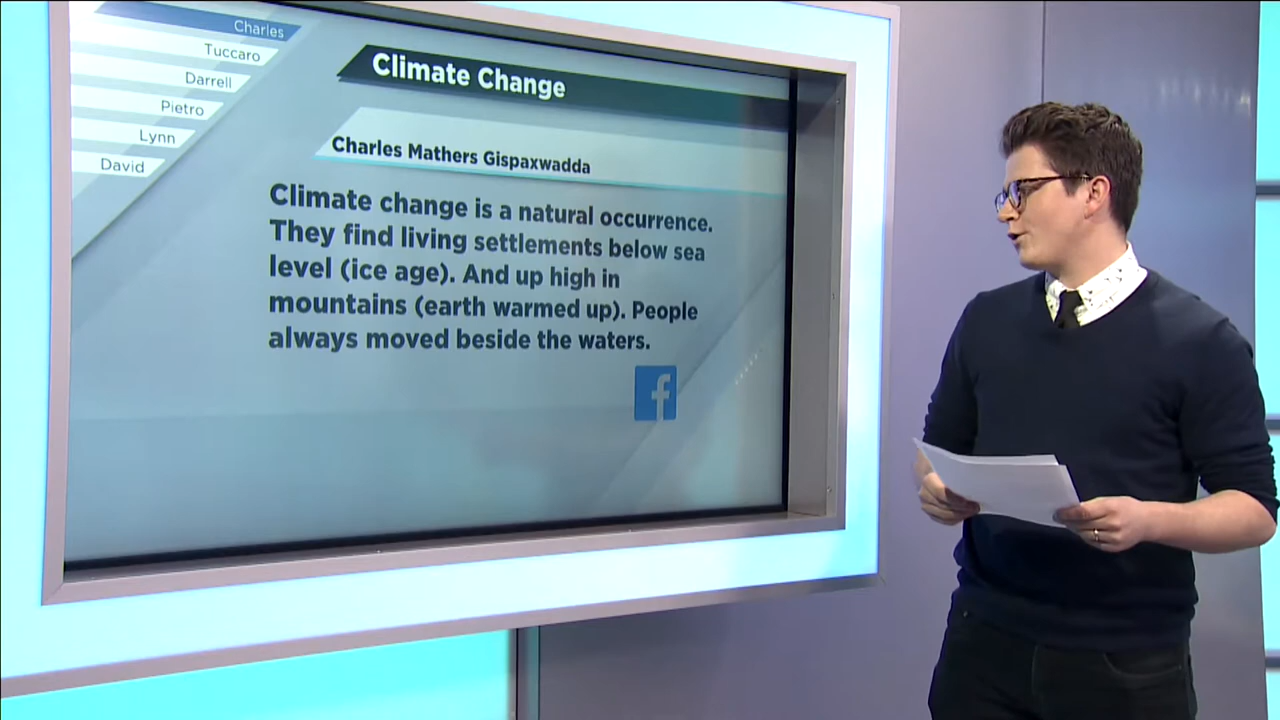 Charles
Tuccaro
Darrell
Pietro
Lynn
David
Climate Change
Charles Mathers Gispaxwadda
Climate change is a natural occurrence.
They find living settlements below sea
level (ice age). And up high in
mountains (earth warmed up). People
always moved beside the waters.
f